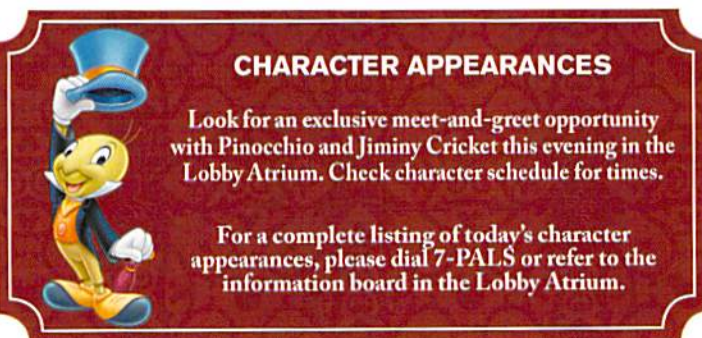 CHARACTER APPEARANCES
Look for an exclusive meet-and-greet opportunity
with Pinocchio and Jiminy Cricket this evening in the
Lobby Atrium. Check character schedule for times.
For a complete listing of today's character
appearances, please dial 7-PALS or refer to the
information board in the Lobby Atrium.